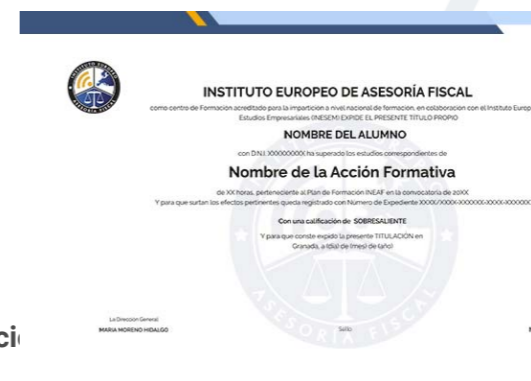 INSTITUTO EUROPEO DE ASESORÍA FISCAL
como centro de Formación acreditado para la impartición a nivel nacional de formación, en colaboración con el Instituto Europ
Estudios Empresariales (INESEM) EXPIDE EL PRESENTE TÍTULO PROPIO
NOMBRE DEL ALUMNO
con D.N.I. XXXXXXXXX ha superado los estudios correspondientes de
Nombre de la Acción Formativa
de XX horas, perteneciente al Plan de Formación INEAF en la convocatoria de 20XX
Y para que surtan los efectos pertinentes queda registrado con Número de Expediente
Con una calificación de SOBRESALIENTE
Y para que conste expido la presente TITULACIÓN en
Granada, a (día) de (mes) de (año)
La Dirección General
MARIA MORENO HIDALGO
Sello
ASESORÍA FISCAL